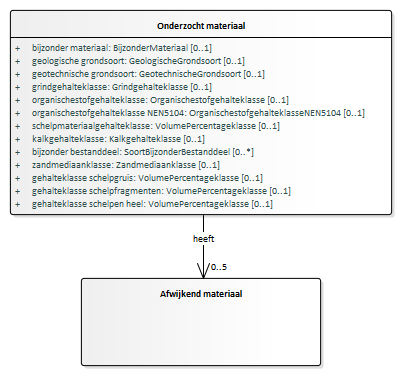 Onderzocht materiaal
+ bijzonder materiaal: BijzonderMateriaal [0..1]
+ geologische grondsoort: GeologischeGrondsoort [0..1]
+ geotechnische grondsoort: GeotechnischeGrondsoort [0..1]
+ grindgehalteklasse: Grindgehalteklasse [0..1]
+ organischestofgehalteklasse: Organischestofgehalteklasse [0..1]
+ organischestofgehalteklasse NEN5104: OrganischestofgehalteklasseNEN5104 [0..1]
+ schelpmateriaalgehalteklasse: VolumePercentageklasse [0..1]
+ kalkgehalteklasse: Kalkgehalteklasse [0..1]
+ bijzonder bestanddeel: SoortBijzonderBestanddeel [0..*]
+ zandmediaanklasse: Zandmediaanklasse [0..1]
+ gehalteklasse schelpgruis: VolumePercentageklasse [0..1]
+ gehalteklasse schelpfragmenten: VolumePercentageklasse [0..1]
+ gehalteklasse schelpen heel: VolumePercentageklasse [0..1]
heeft
0..5
Afwijkend materiaal